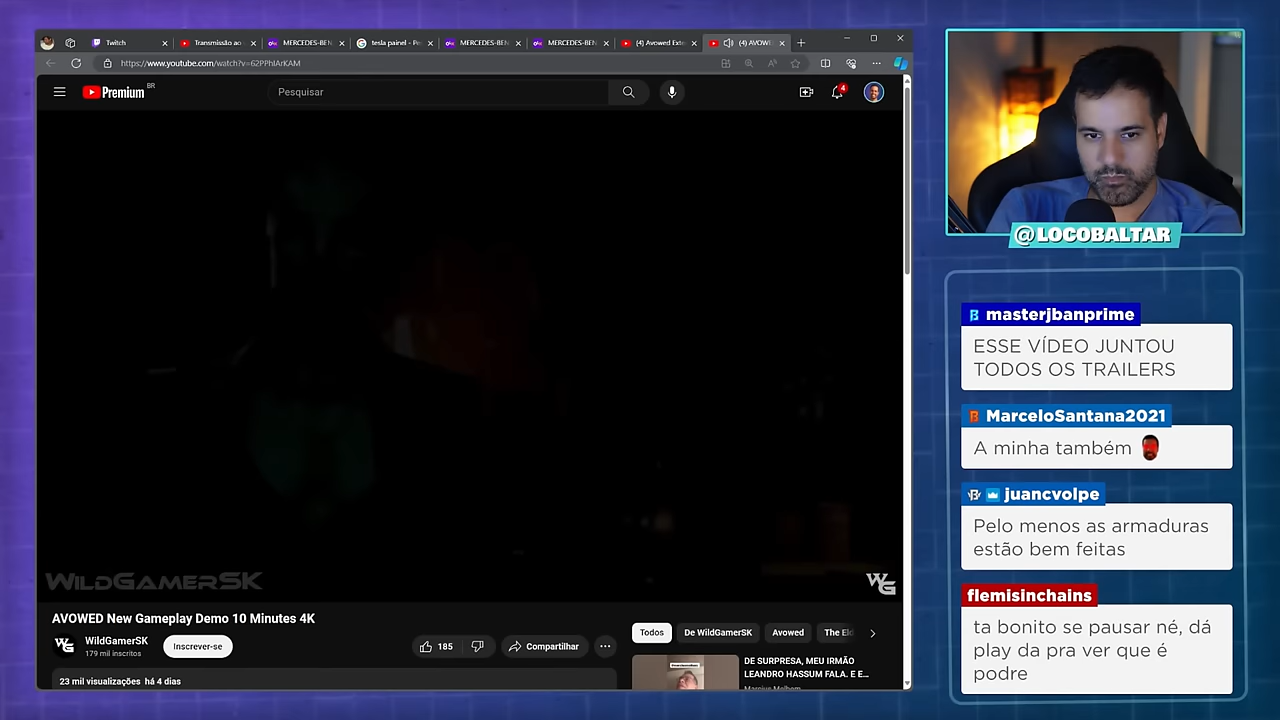 Twitch
Transmissão ao
MERCEDES-BEN
tesla painel - Pe
MERCEDES-BEN
MERCEDES-BEN
(4) Avowed Exte
(4) AVOWE
https://www.youtube.com/watch?v=62PPhIArKAM
Premium BR
Pesquisar
4
@LOCOBALTAR
masterjbanprime
ESSE VÍDEO JUNTOU
TODOS OS TRAILERS
MarceloSantana2021
A minha também
juancvolpe
Pelo menos as armaduras
estão bem feitas
flemisinchains
ta bonito se pausar né, dá
play da pra ver que é
podre
WildGamerSK
WG
AVOWED New Gameplay Demo 10 Minutes 4K
WildGamerSK
179 mil inscritos
Inscrever-se
185
Compartilhar
Todos
De WildGamerSK
Avowed
The Eld
23 mil visualizações há 4 dias
DE SURPRESA, MEU IRMÃO
LEANDRO HASSUM FALA. E E...